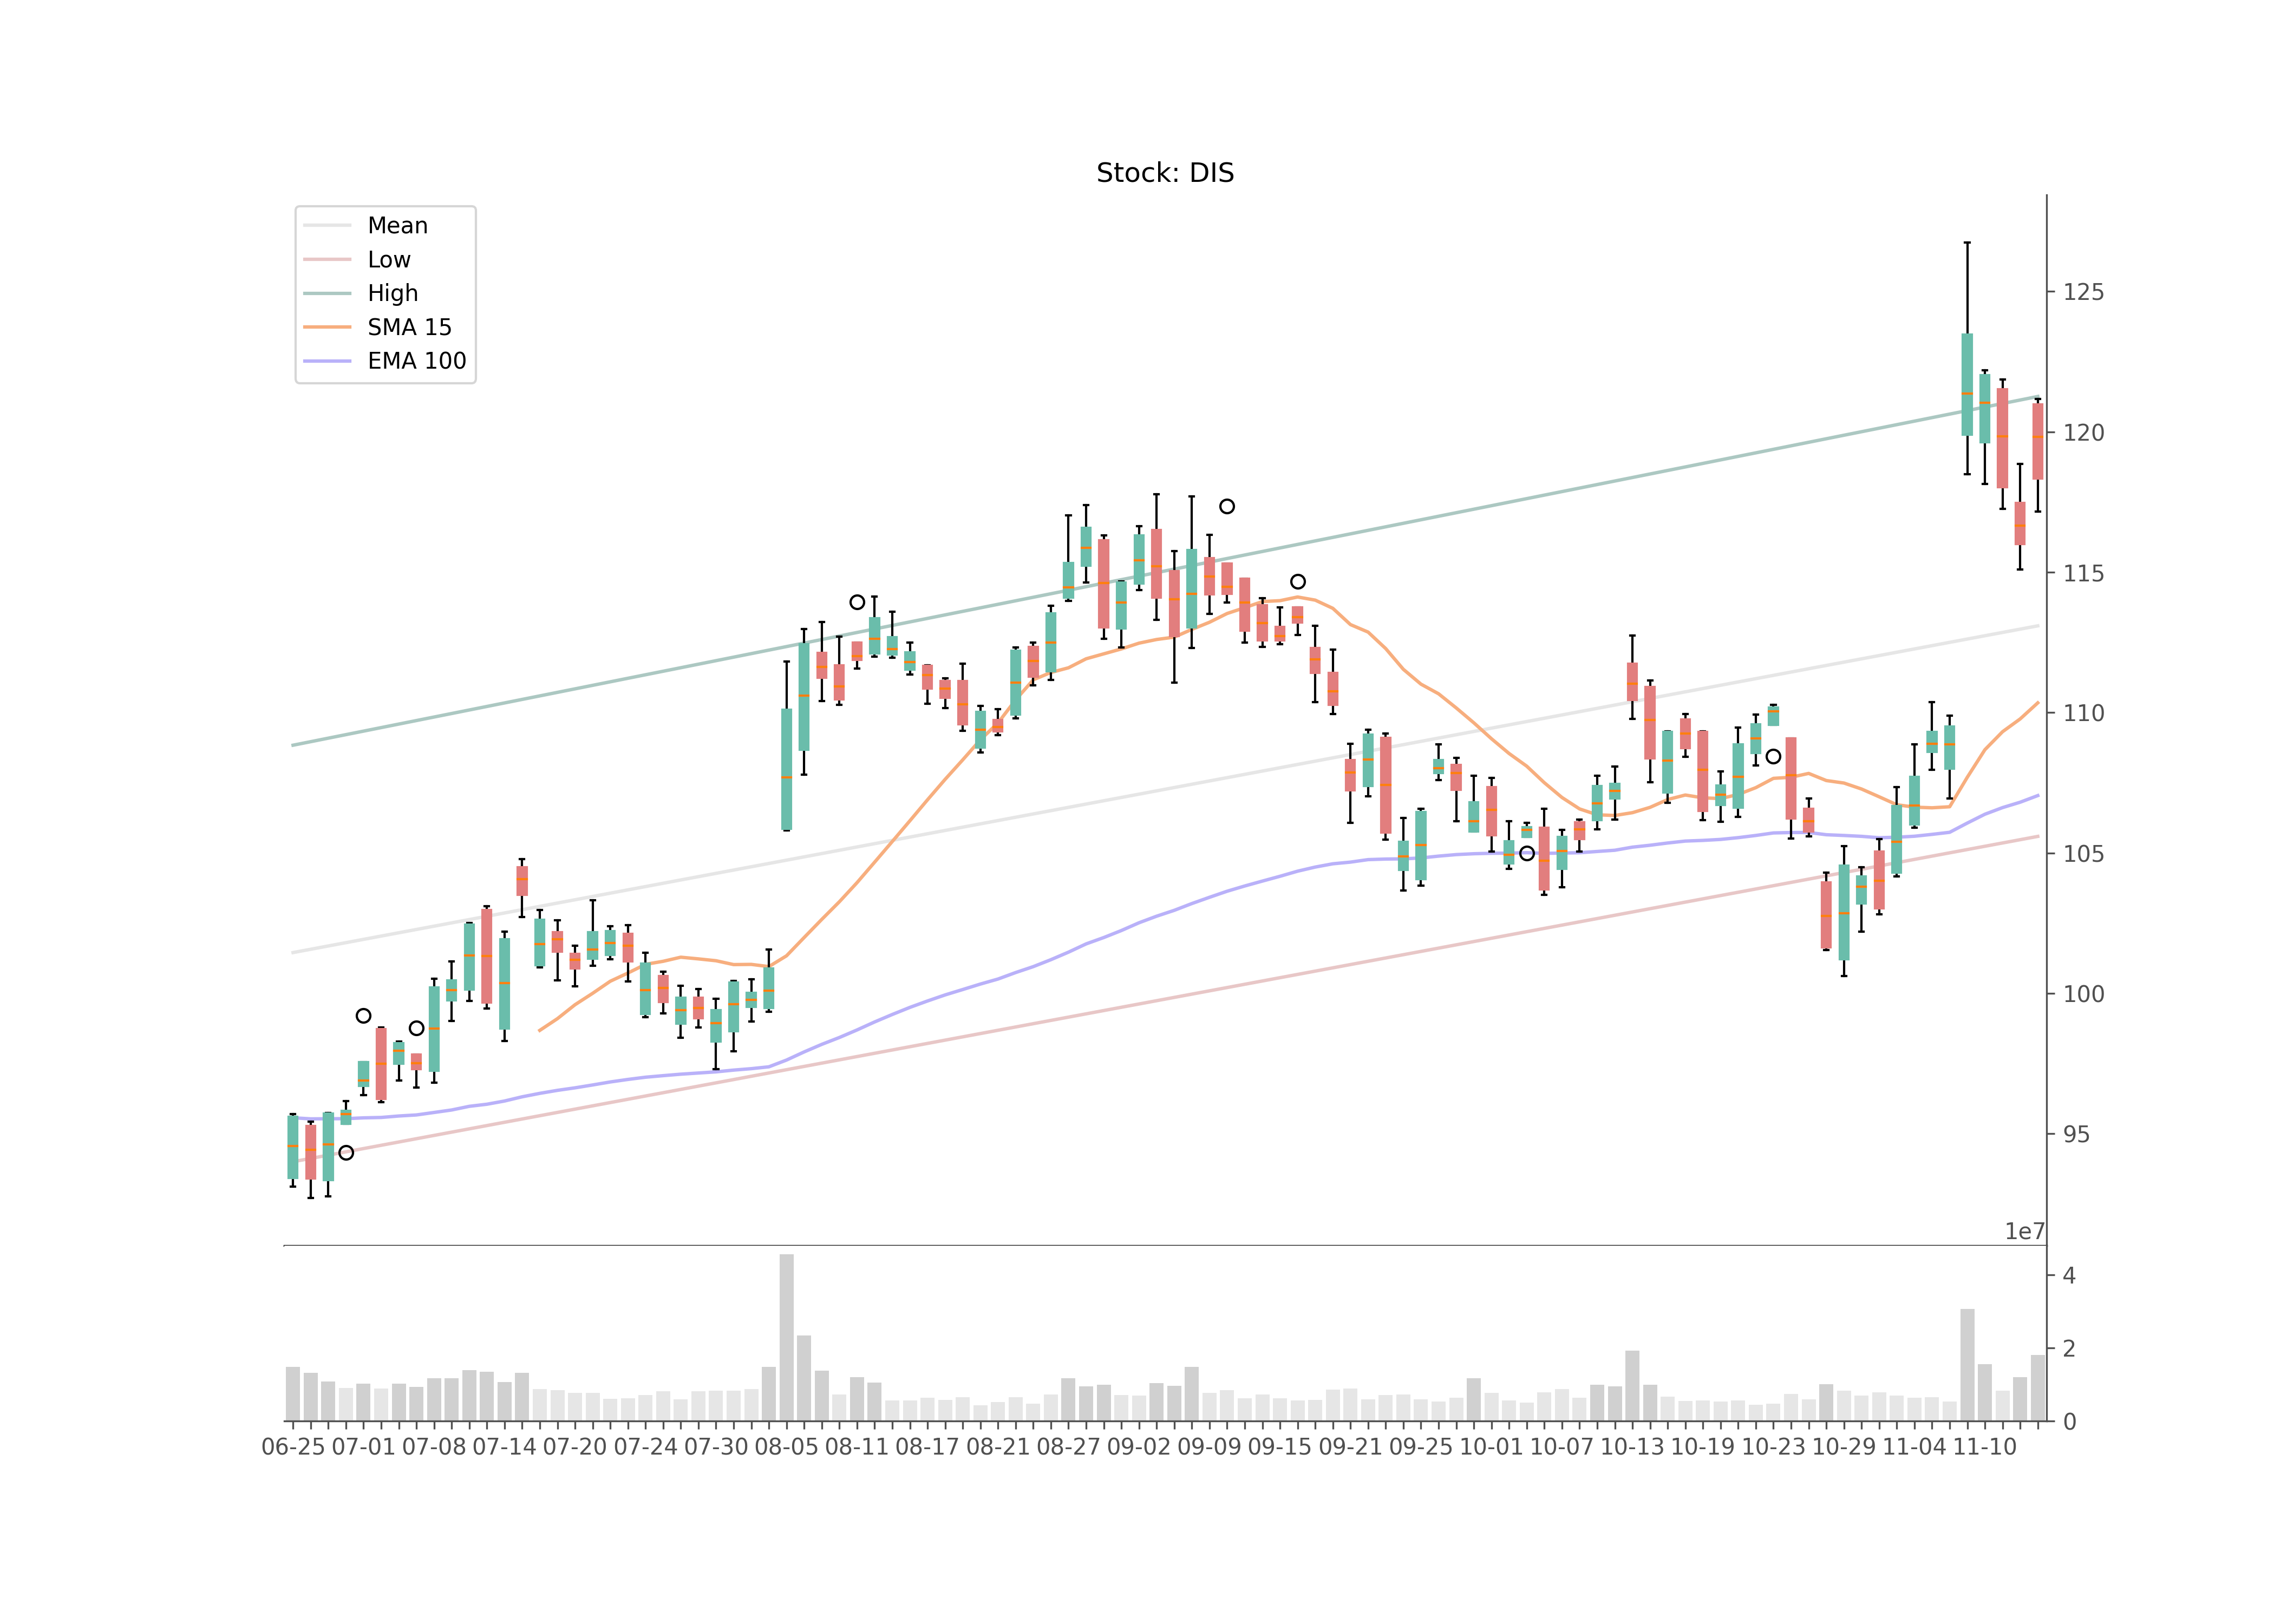 Stock: DIS
Mean
Low
High
SMA 15
EMA 100
125
120
115
110
105
100
95
1e7
4
2
0
06-25 07-01 07-08 07-14 07-20 07-24 07-30 08-05 08-11 08-17 08-21 08-27 09-02 09-09 09-15 09-21 09-25 10-01 10-07 10-13 10-19 10-23 10-29 11-04 11-10